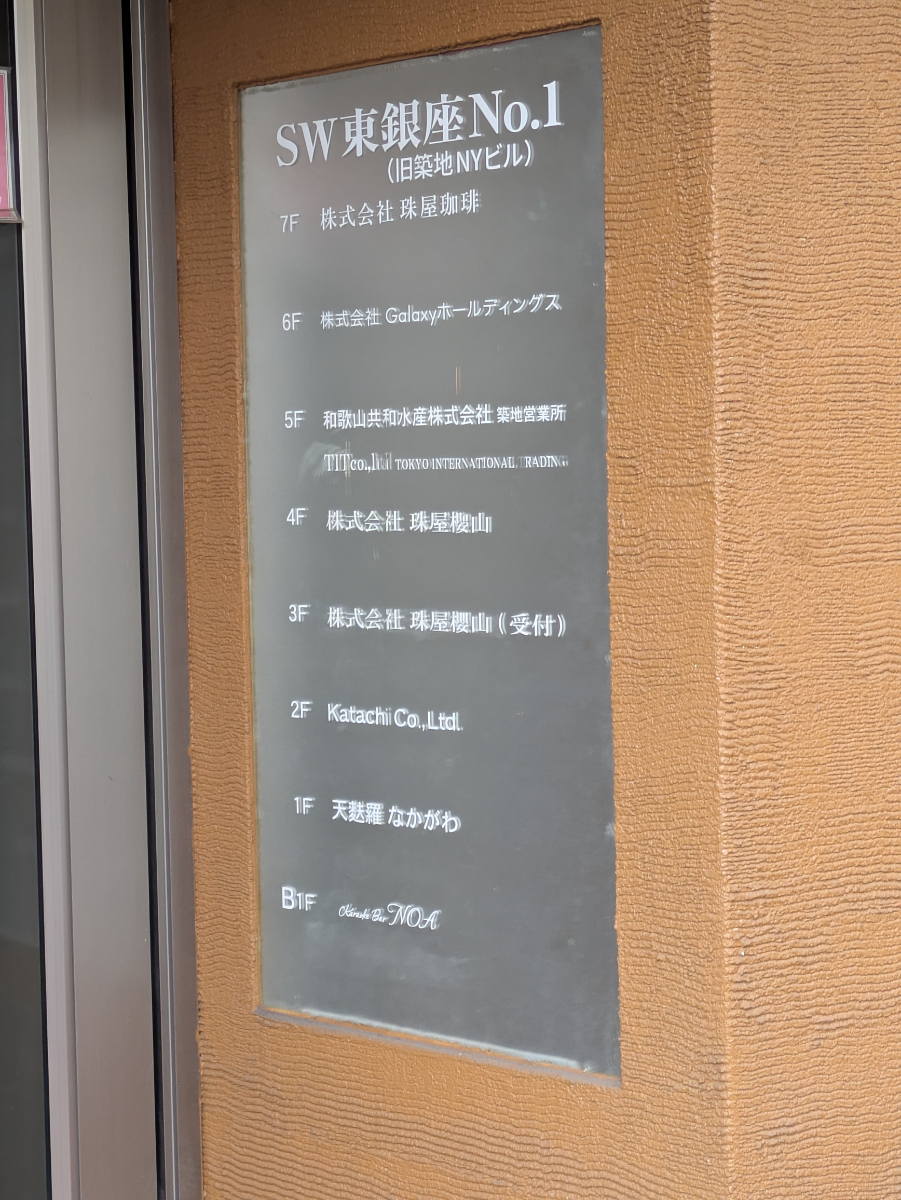 SW東銀座No.1
(旧築地NYビル)
7F 株式会社 珠屋珈琲
6F 株式会社 Galaxyホールディングス
5F 和歌山共和水産株式会社 築地営業所
TITco.,ltd TOKYO INTERNATIONAL TRADING
4F 株式会社 珠屋櫻山
3F 株式会社 珠屋櫻山 (受付)
2F Katachi Co.,Ltd.
1F 天麩羅 なかがわ
B1F Karaoke Bar NOA